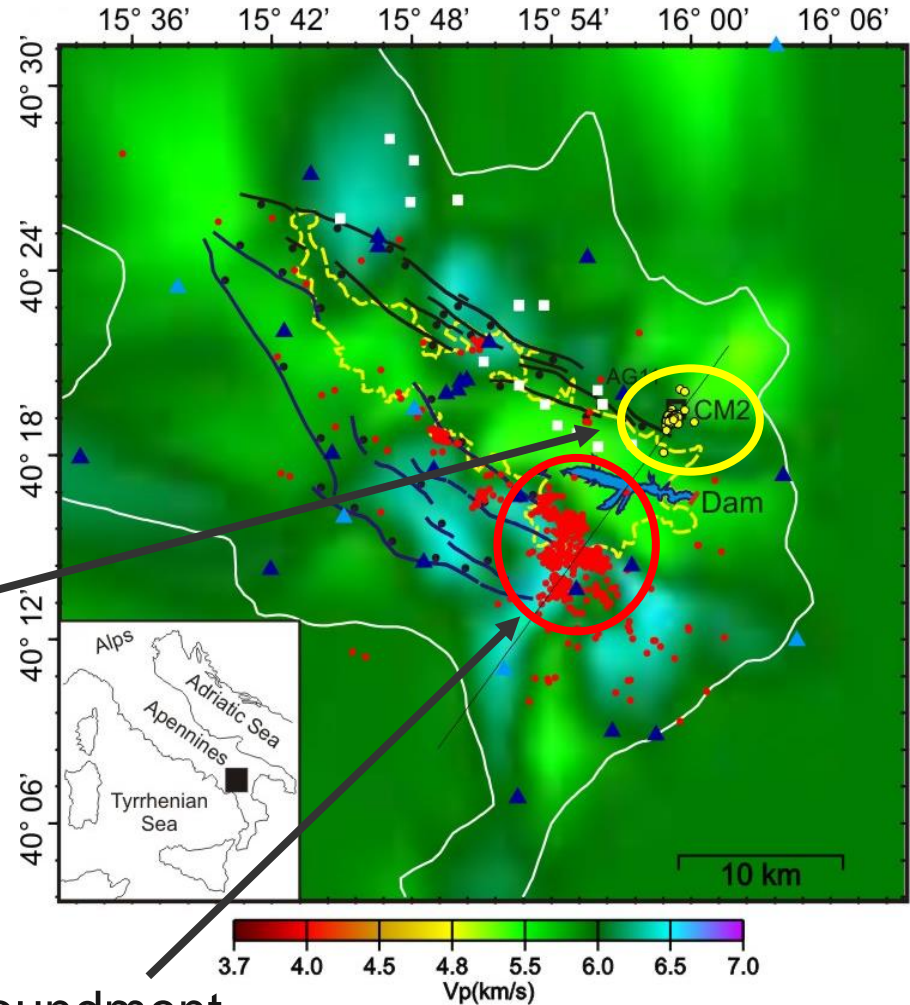 15° 36’ 15° 42’ 15° 48’ 15° 54’ 16° 00’ 16° 06’
40° 30’
40° 24’
40° 18’
40° 12’
40° 06’
CM2
Dam
Alps
Adriatic Sea
Apennines
Tyrrhenian
Sea
10 km
3.7 4.0 4.5 4.8 5.5 6.0 6.5 7.0
Vp(km/s)